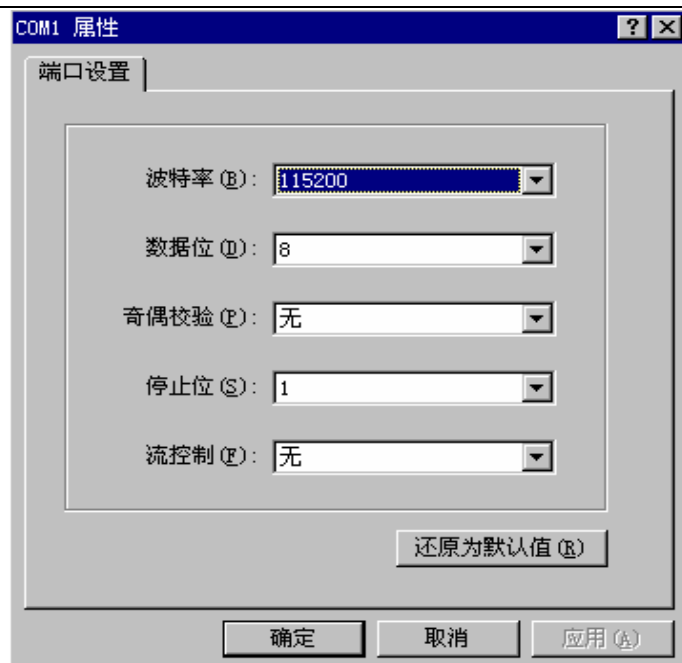 COM1 属性
端口设置
波特率(B): 115200
数据位(D): 8
奇偶校验(P): 无
停止位(S): 1
流控制(F): 无
还原为默认值(R)
确定 取消 应用(A)